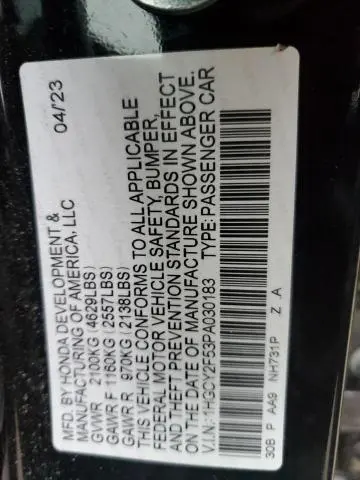 MFD. BY HONDA DEVELOPMENT & 04/23
MANUFACTURING OF AMERICA, LLC
GVWR 2100KG (4629LBS)
GAWR F 1160KG (2557LBS)
GAWR R 970KG (2138LBS)
THIS VEHICLE CONFORMS TO ALL APPLICABLE
FEDERAL MOTOR VEHICLE SAFETY, BUMPER,
AND THEFT PREVENTION STANDARDS IN EFFECT
ON THE DATE OF MANUFACTURE SHOWN ABOVE.
V.I.N.: 1HGCY2F53PA030183 TYPE: PASSENGER CAR
30B P AA9 NH731P Z A